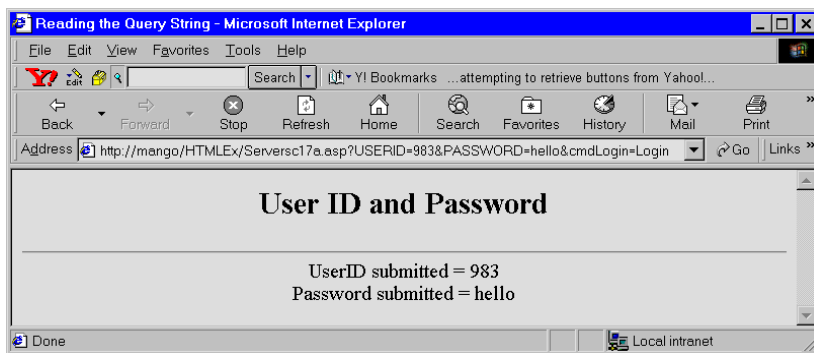 Reading the Query String - Microsoft Internet Explorer
File Edit View Favorites Tools Help
Y! Edit Search Y! Bookmarks ...attempting to retrieve buttons from Yahoo!...
Back Forward Stop Refresh Home Search Favorites History Mail Print »
Address http://mango/HTMLEx/Serversc17a.asp?USERID=983&PASSWORD=hello&cmdLogin=Login Go Links »
User ID and Password
UserID submitted = 983
Password submitted = hello
Done Local intranet